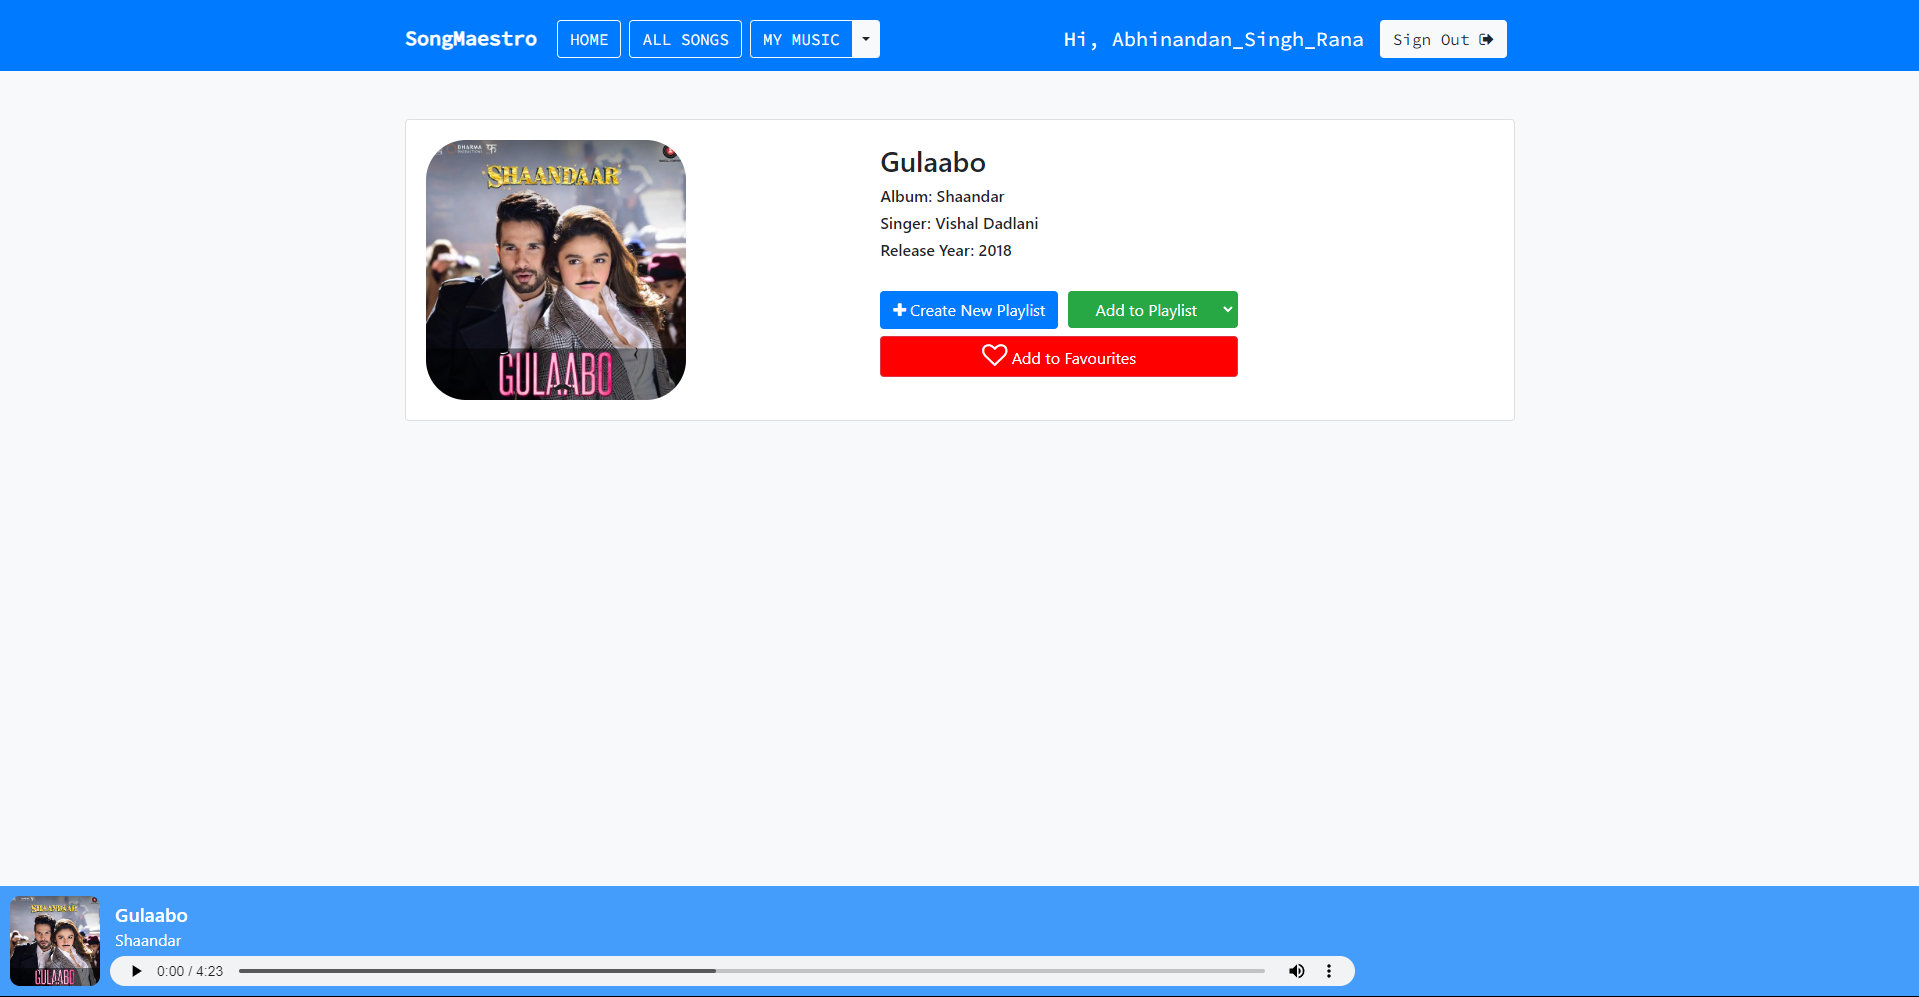 SongMaestro HOME ALL SONGS MY MUSIC Hi, Abhinandan_Singh_Rana Sign Out
DHARMA
PRODUCTIONS
SHAANDAAR
GULAABO
Gulaabo
Album: Shaandar
Singer: Vishal Dadlani
Release Year: 2018
Create New Playlist Add to Playlist
Add to Favourites
SHAANDAAR
GULAABO
Gulaabo
Shaandar
0:00 / 4:23